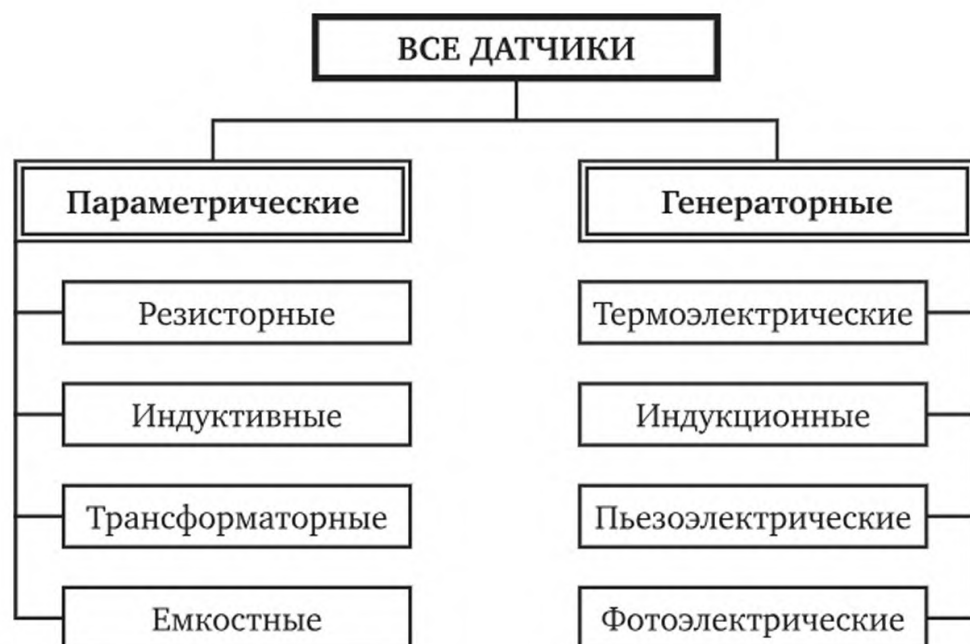 ВСЕ ДАТЧИКИ
Параметрические
Генераторные
Резисторные
Термоэлектрические
Индуктивные
Индукционные
Трансформаторные
Пьезоэлектрические
Емкостные
Фотоэлектрические